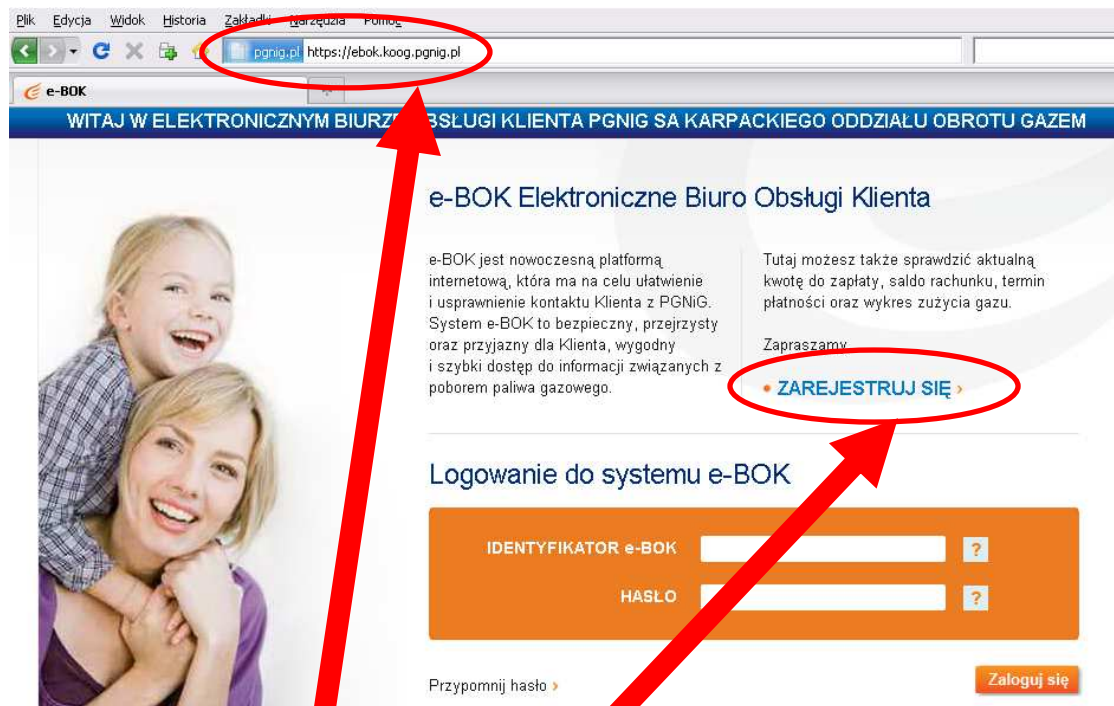 Plik Edycja Widok Historia Zakładki Narzędzia Pomoc
pgnig.pl https://ebok.koog.pgnig.pl
e-BOK
WITAJ W ELEKTRONICZNYM BIURZE OBSŁUGI KLIENTA PGNIG SA KARPACKIEGO ODDZIAŁU OBROTU GAZEM
e-BOK Elektroniczne Biuro Obsługi Klienta
e-BOK jest nowoczesną platformą
internetową, która ma na celu ułatwienie
i usprawnienie kontaktu Klienta z PGNiG.
System e-BOK to bezpieczny, przejrzysty
oraz przyjazny dla Klienta, wygodny
i szybki dostęp do informacji związanych z
poborem paliwa gazowego.
Tutaj możesz także sprawdzić aktualną
kwotę do zapłaty, saldo rachunku, termin
płatności oraz wykres zużycia gazu.
Zapraszamy
• ZAREJESTRUJ SIĘ ›
Logowanie do systemu e-BOK
IDENTYFIKATOR e-BOK ?
HASŁO ?
Przypomnij hasło ›
Zaloguj się